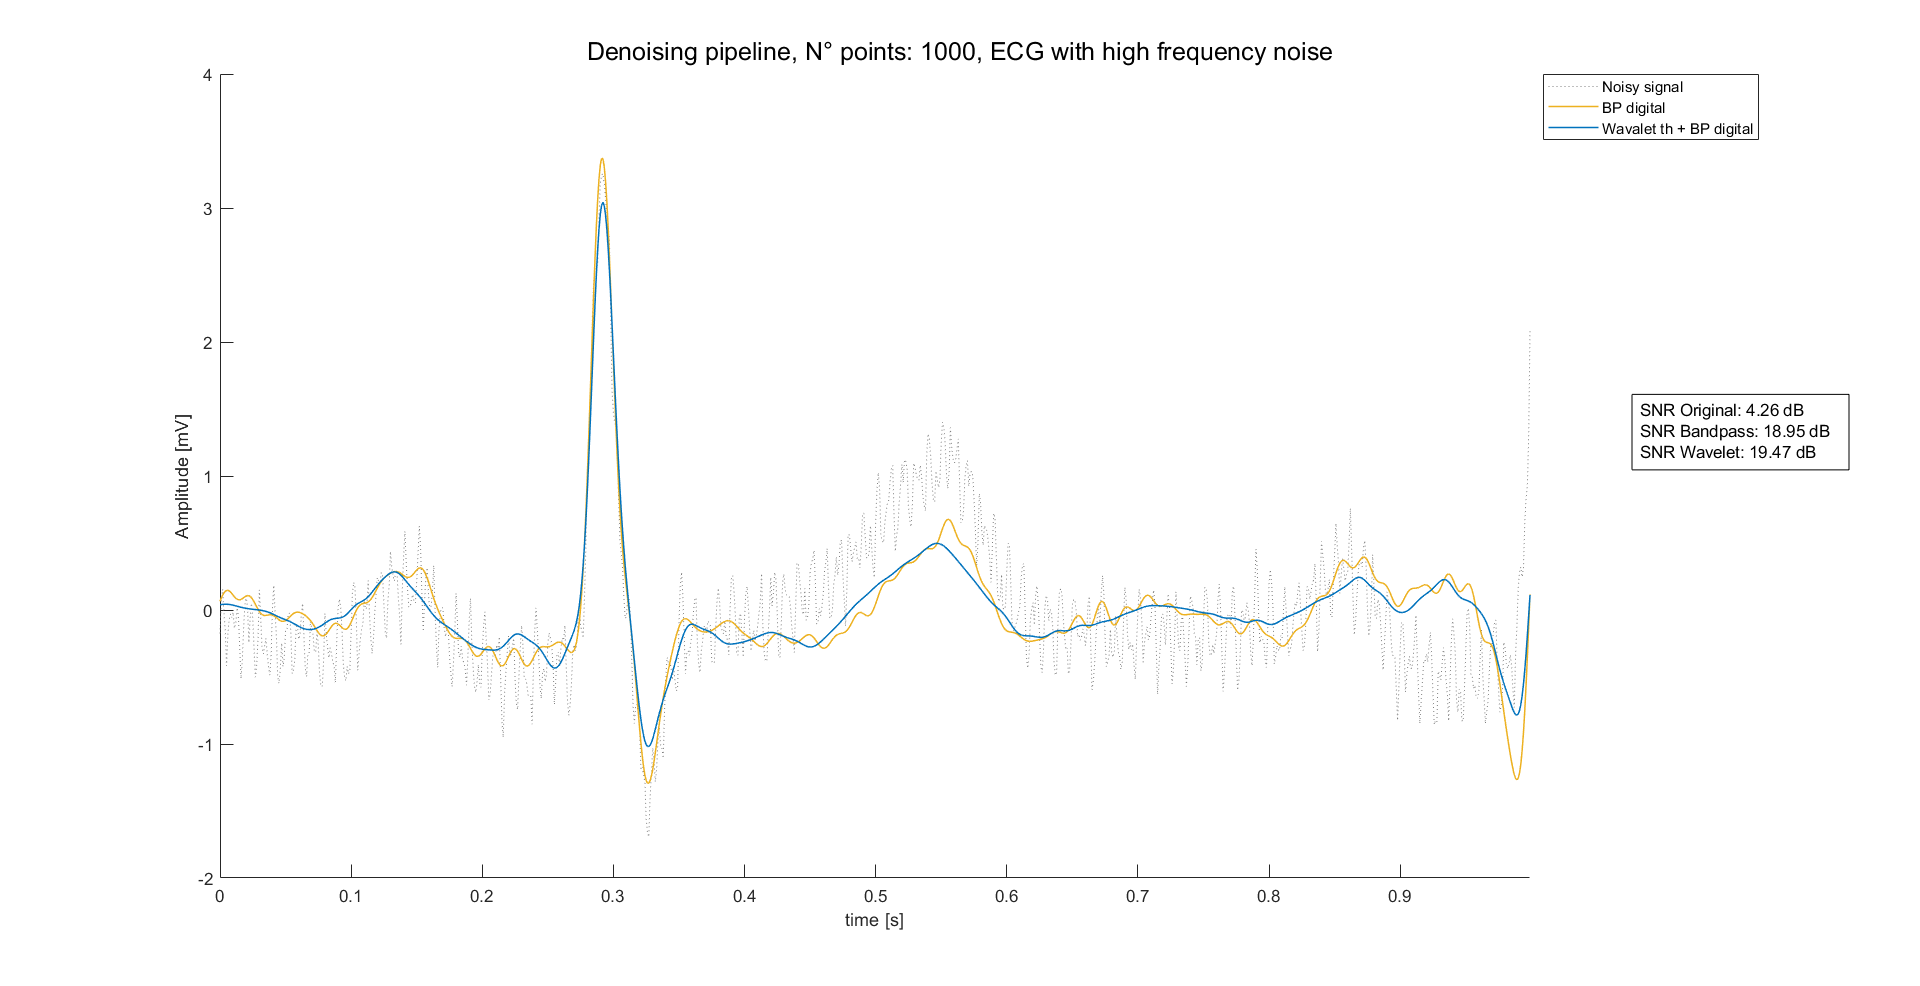 Denoising pipeline, N° points: 1000, ECG with high frequency noise
Noisy signal
BP digital
Wavalet th + BP digital
SNR Original: 4.26 dB
SNR Bandpass: 18.95 dB
SNR Wavelet: 19.47 dB
Amplitude [mV]
4
3
2
1
0
-1
-2
0 0.1 0.2 0.3 0.4 0.5 0.6 0.7 0.8 0.9
time [s]